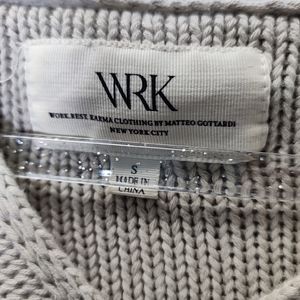 WRK
WORK.REST.KARMA CLOTHING BY MATTEO GOTTARDI
NEW YORK CITY
S
MADE IN
CHINA